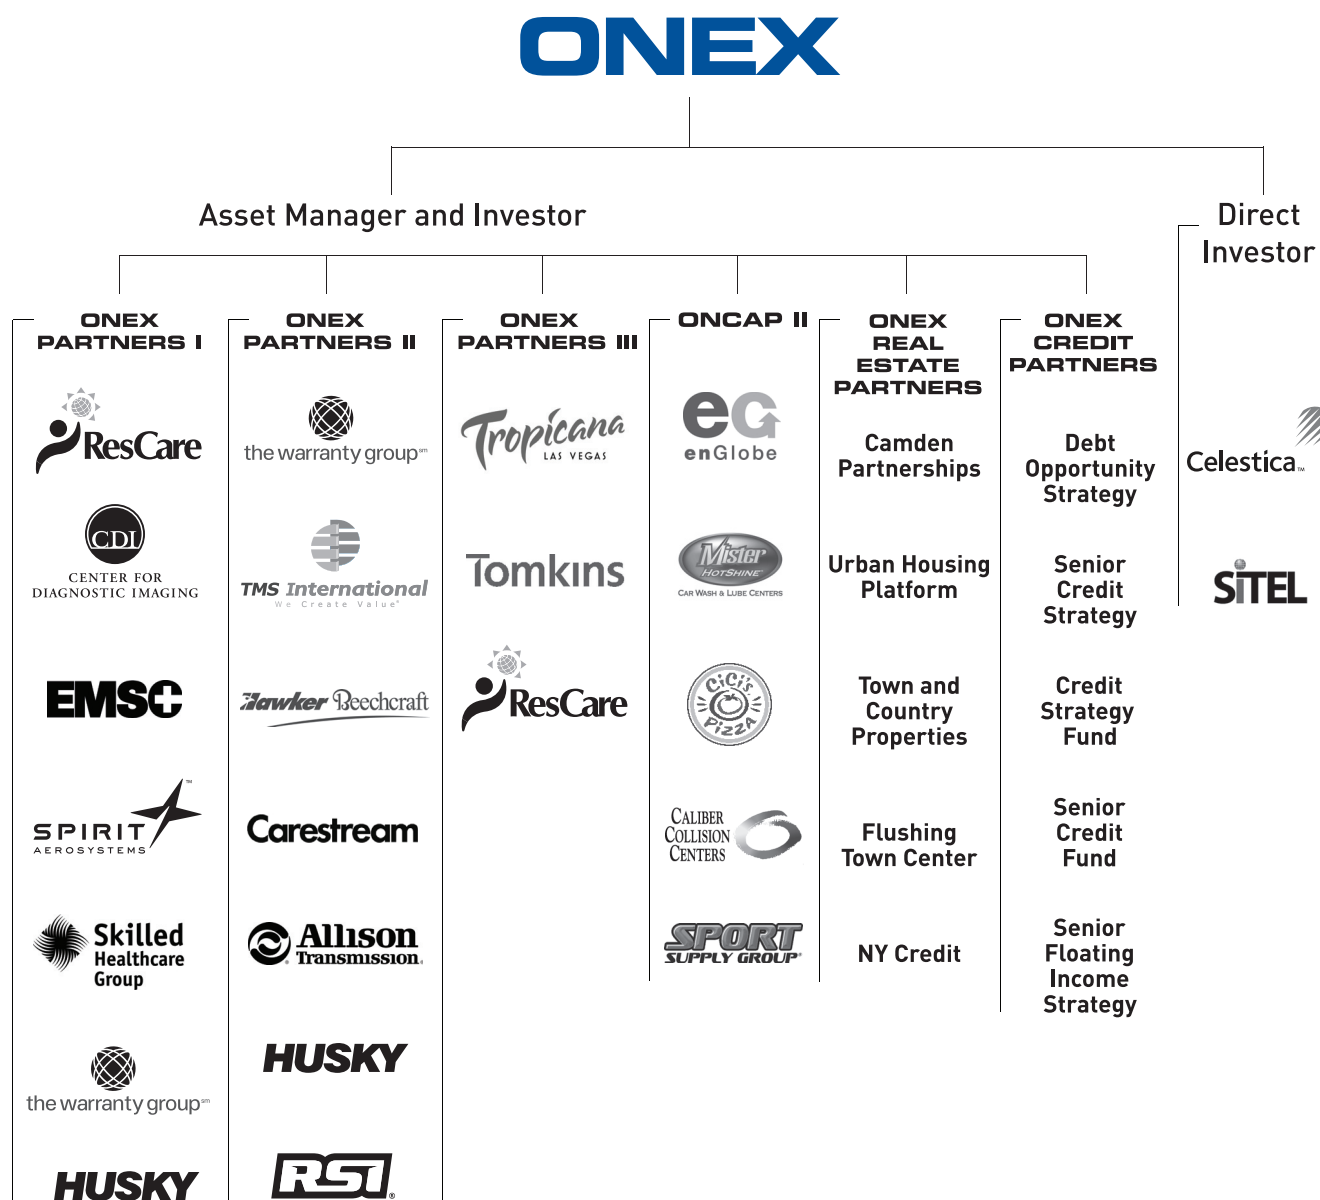 ONEX
Asset Manager and Investor
Direct
Investor
ONEX
PARTNERS I
ResCare
CDI
CENTER FOR
DIAGNOSTIC IMAGING
EMSC
SPIRIT
AEROSYSTEMS
TM
Skilled
Healthcare
Group
the warranty group℠
HUSKY
ONEX
PARTNERS II
the warranty group℠
TMS International
We Create Value®
Hawker Beechcraft
Carestream
Allison
Transmission®
HUSKY
RSI®
ONEX
PARTNERS III
Tropicana
LAS VEGAS
Tomkins
ResCare
ONCAP II
eG
enGlobe
Mister
HOTSHINE®
CAR WASH & LUBE CENTERS
CiCi's
Pizza
CALIBER
COLLISION
CENTERS
SPORT
SUPPLY GROUP®
ONEX
REAL
ESTATE
PARTNERS
Camden
Partnerships
Urban Housing
Platform
Town and
Country
Properties
Flushing
Town Center
NY Credit
ONEX
CREDIT
PARTNERS
Debt
Opportunity
Strategy
Senior
Credit
Strategy
Credit
Strategy
Fund
Senior
Credit
Fund
Senior
Floating
Income
Strategy
Celestica™
SiTEL